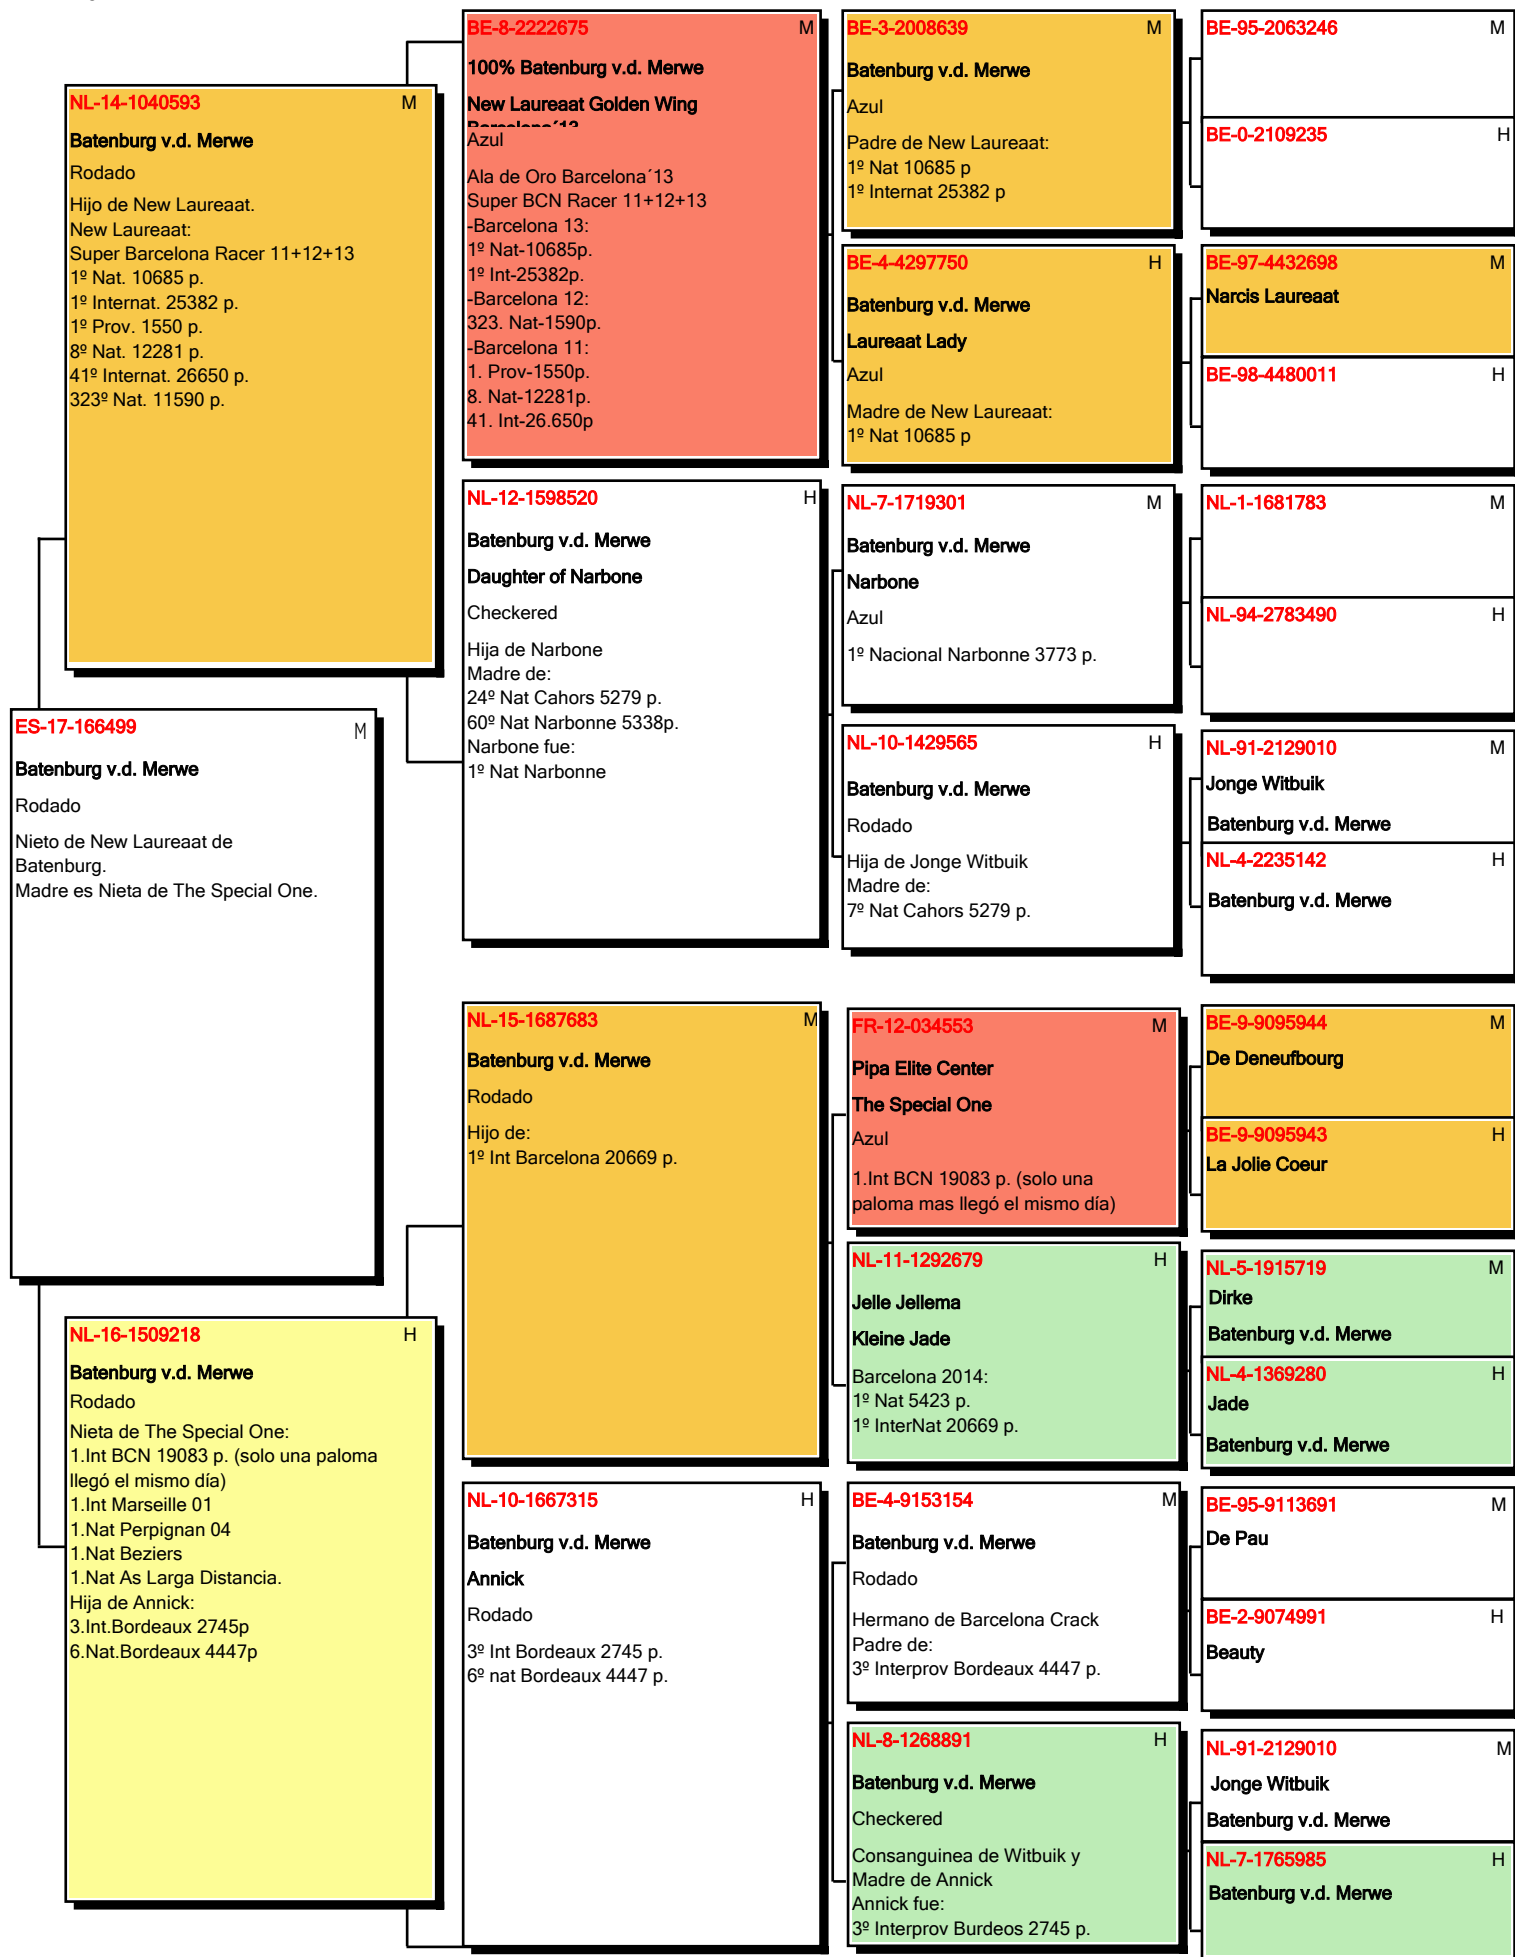 BE-8-2222675 M
100% Batenburg v.d. Merwe
New Laureaat Golden Wing
Barcelona´13
Azul
Ala de Oro Barcelona´13
Super BCN Racer 11+12+13
-Barcelona 13:
1º Nat-10685p.
1º Int-25382p.
-Barcelona 12:
323. Nat-1590p.
-Barcelona 11:
1. Prov-1550p.
8. Nat-12281p.
41. Int-26.650p
BE-3-2008639 M
Batenburg v.d. Merwe
Azul
Padre de New Laureaat:
1º Nat 10685 p
1º Internat 25382 p
BE-95-2063246 M
BE-0-2109235 H
NL-14-1040593 M
Batenburg v.d. Merwe
Rodado
Hijo de New Laureaat.
New Laureaat:
Super Barcelona Racer 11+12+13
1º Nat. 10685 p.
1º Internat. 25382 p.
1º Prov. 1550 p.
8º Nat. 12281 p.
41º Internat. 26650 p.
323º Nat. 11590 p.
BE-4-4297750 H
Batenburg v.d. Merwe
Laureaat Lady
Azul
Madre de New Laureaat:
1º Nat 10685 p
BE-97-4432698 M
Narcis Laureaat
BE-98-4480011 H
NL-12-1598520 H
Batenburg v.d. Merwe
Daughter of Narbone
Checkered
Hija de Narbone
Madre de:
24º Nat Cahors 5279 p.
60º Nat Narbonne 5338p.
Narbone fue:
1º Nat Narbonne
NL-7-1719301 M
Batenburg v.d. Merwe
Narbone
Azul
1º Nacional Narbonne 3773 p.
NL-1-1681783 M
NL-94-2783490 H
ES-17-166499 M
Batenburg v.d. Merwe
Rodado
Nieto de New Laureaat de
Batenburg.
Madre es Nieta de The Special One.
NL-10-1429565 H
Batenburg v.d. Merwe
Rodado
Hija de Jonge Witbuik
Madre de:
7º Nat Cahors 5279 p.
NL-91-2129010 M
Jonge Witbuik
Batenburg v.d. Merwe
NL-4-2235142 H
Batenburg v.d. Merwe
NL-15-1687683 M
Batenburg v.d. Merwe
Rodado
Hijo de:
1º Int Barcelona 20669 p.
FR-12-034553 M
Pipa Elite Center
The Special One
Azul
1.Int BCN 19083 p. (solo una
paloma mas llegó el mismo día)
BE-9-9095944 M
De Deneufbourg
BE-9-9095943 H
La Jolie Coeur
NL-11-1292679 H
Jelle Jellema
Kleine Jade
Barcelona 2014:
1º Nat 5423 p.
1º InterNat 20669 p.
NL-5-1915719 M
Dirke
Batenburg v.d. Merwe
NL-4-1369280 H
Jade
Batenburg v.d. Merwe
NL-16-1509218 H
Batenburg v.d. Merwe
Rodado
Nieta de The Special One:
1.Int BCN 19083 p. (solo una paloma
llegó el mismo día)
1.Int Marseille 01
1.Nat Perpignan 04
1.Nat Beziers
1.Nat As Larga Distancia.
Hija de Annick:
3.Int.Bordeaux 2745p
6.Nat.Bordeaux 4447p
NL-10-1667315 H
Batenburg v.d. Merwe
Annick
Rodado
3º Int Bordeaux 2745 p.
6º nat Bordeaux 4447 p.
BE-4-9153154 M
Batenburg v.d. Merwe
Rodado
Hermano de Barcelona Crack
Padre de:
3º Interprov Bordeaux 4447 p.
BE-95-9113691 M
De Pau
BE-2-9074991 H
Beauty
NL-8-1268891 H
Batenburg v.d. Merwe
Checkered
Consanguinea de Witbuik y
Madre de Annick
Annick fue:
3º Interprov Burdeos 2745 p.
NL-91-2129010 M
Jonge Witbuik
Batenburg v.d. Merwe
NL-7-1765985 H
Batenburg v.d. Merwe